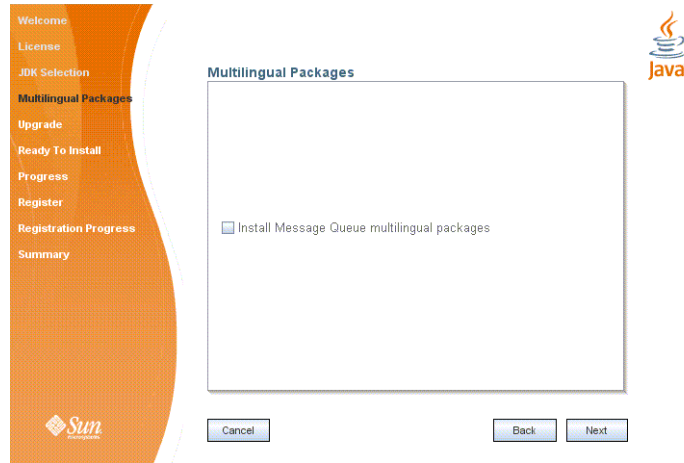 Welcome
License
JDK Selection
Multilingual Packages
Upgrade
Ready To Install
Progress
Register
Registration Progress
Summary
Sun
Java
Multilingual Packages
Install Message Queue multilingual packages
Cancel
Back
Next